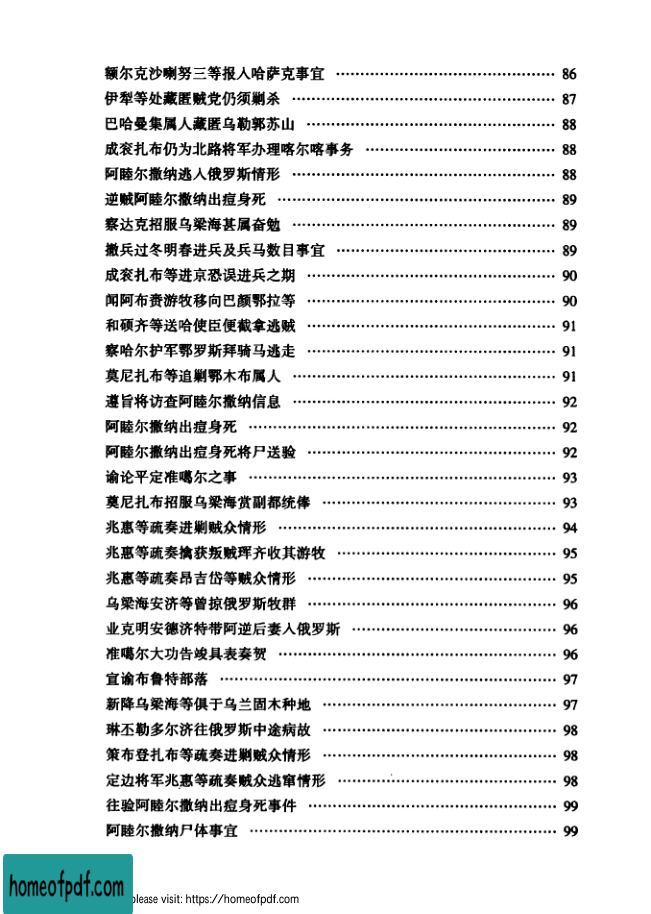 额尔克沙喇努三等报人哈萨克事宜 …………………………………… 86
伊犁等处藏匿贼党仍须剿杀 …………………………………… 87
巴哈曼集属人藏匿乌勒郭苏山 …………………………………… 88
成衮扎布仍为北路将军办理喀尔喀事务 …………………………………… 88
阿睦尔撒纳逃人俄罗斯情形 …………………………………… 88
逆贼阿睦尔撒纳出痘身死 …………………………………… 89
察达克招服乌梁海甚属奋勉 …………………………………… 89
撤兵过冬明春进兵及兵马数目事宜 …………………………………… 89
成衮扎布等进京恐误进兵之期 …………………………………… 90
闻阿布赉游牧移向巴颜鄂拉等 …………………………………… 90
和硕齐等送哈使臣便截拿逃贼 …………………………………… 91
察哈尔护军鄂罗斯拜骑马逃走 …………………………………… 91
莫尼扎布等追剿鄂木布属人 …………………………………… 91
遵旨将访查阿睦尔撒纳信息 …………………………………… 92
阿睦尔撒纳出痘身死 …………………………………… 92
阿睦尔撒纳出痘身死将尸送验 …………………………………… 92
谕论平定准噶尔之事 …………………………………… 93
莫尼扎布招服乌梁海赏副都统俸 …………………………………… 93
兆惠等疏奏进剿贼众情形 …………………………………… 94
兆惠等疏奏擒获叛贼珲齐收其游牧 …………………………………… 95
兆惠等疏奏昂吉岱等贼众情形 …………………………………… 95
乌梁海安济等曾掠俄罗斯牧群 …………………………………… 96
业克明安德济特带阿逆后妻人俄罗斯 …………………………………… 96
准噶尔大功告竣具表奏贺 …………………………………… 96
宣谕布鲁特部落 …………………………………… 97
新降乌梁海等俱于乌兰固木种地 …………………………………… 97
琳丕勒多尔济往俄罗斯中途病故 …………………………………… 98
策布登扎布等疏奏进剿贼众情形 …………………………………… 98
定边将军兆惠等疏奏贼众逃窜情形 …………………………………… 98
往验阿睦尔撒纳出痘身死事件 …………………………………… 99
阿睦尔撒纳尸体事宜 …………………………………… 99
homeofpdf.com
please visit: https://homeofpdf.com